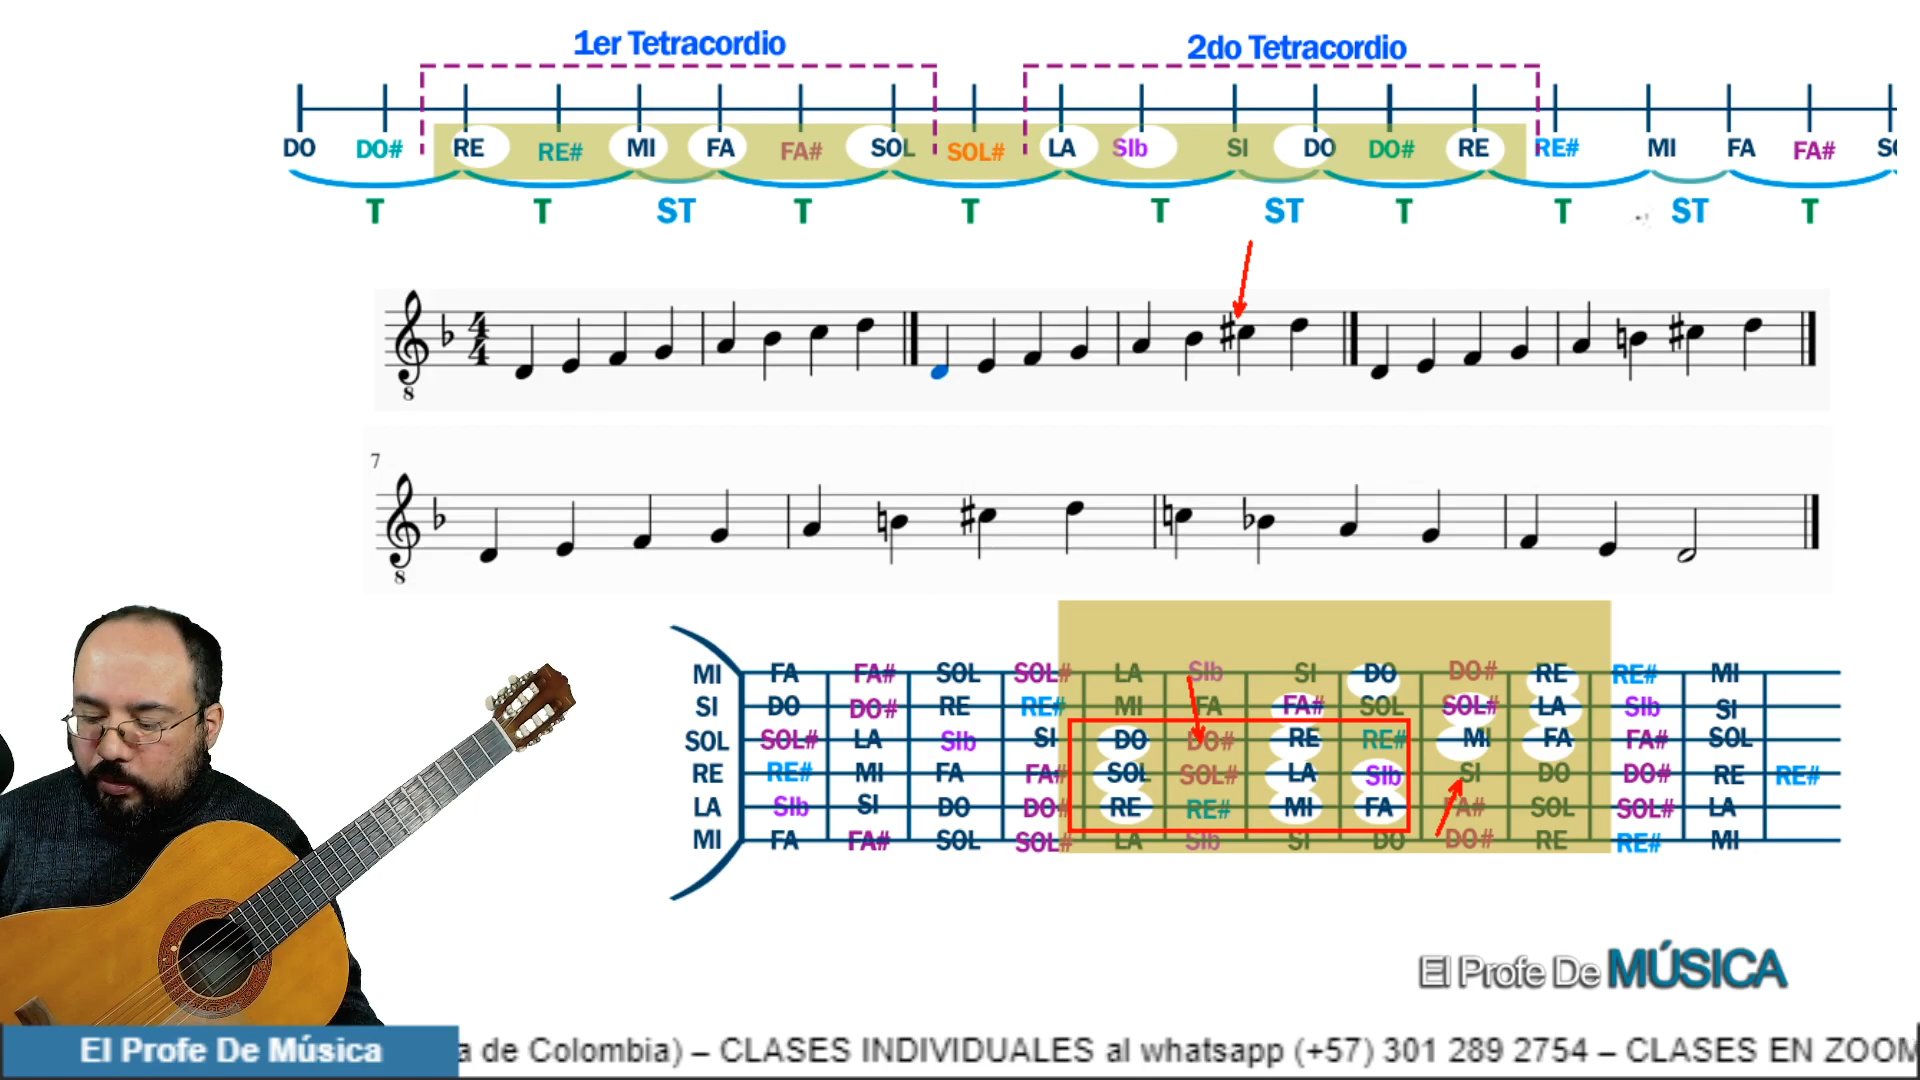 1er Tetracordio 2do Tetracordio
DO DO# RE RE# MI FA FA# SOL SOL# LA SIb SI DO DO# RE RE# MI FA FA# SO
T T ST T T T ST T T ST T
4
4
8
7
8
MI FA FA# SOL SOL# LA SIb SI DO DO# RE RE# MI
SI DO DO# RE RE# MI FA FA# SOL SOL# LA SIb SI
SOL SOL# LA SIb SI DO DO# RE RE# MI FA FA# SOL
RE RE# MI FA FA# SOL SOL# LA SIb SI DO DO# RE RE#
LA SIb SI DO DO# RE RE# MI FA FA# SOL SOL# LA
MI FA FA# SOL SOL# LA SIb SI DO DO# RE RE# MI
El Profe De MÚSICA
El Profe De Música a de Colombia) – CLASES INDIVIDUALES al whatsapp (+57) 301 289 2754 – CLASES EN ZOOM